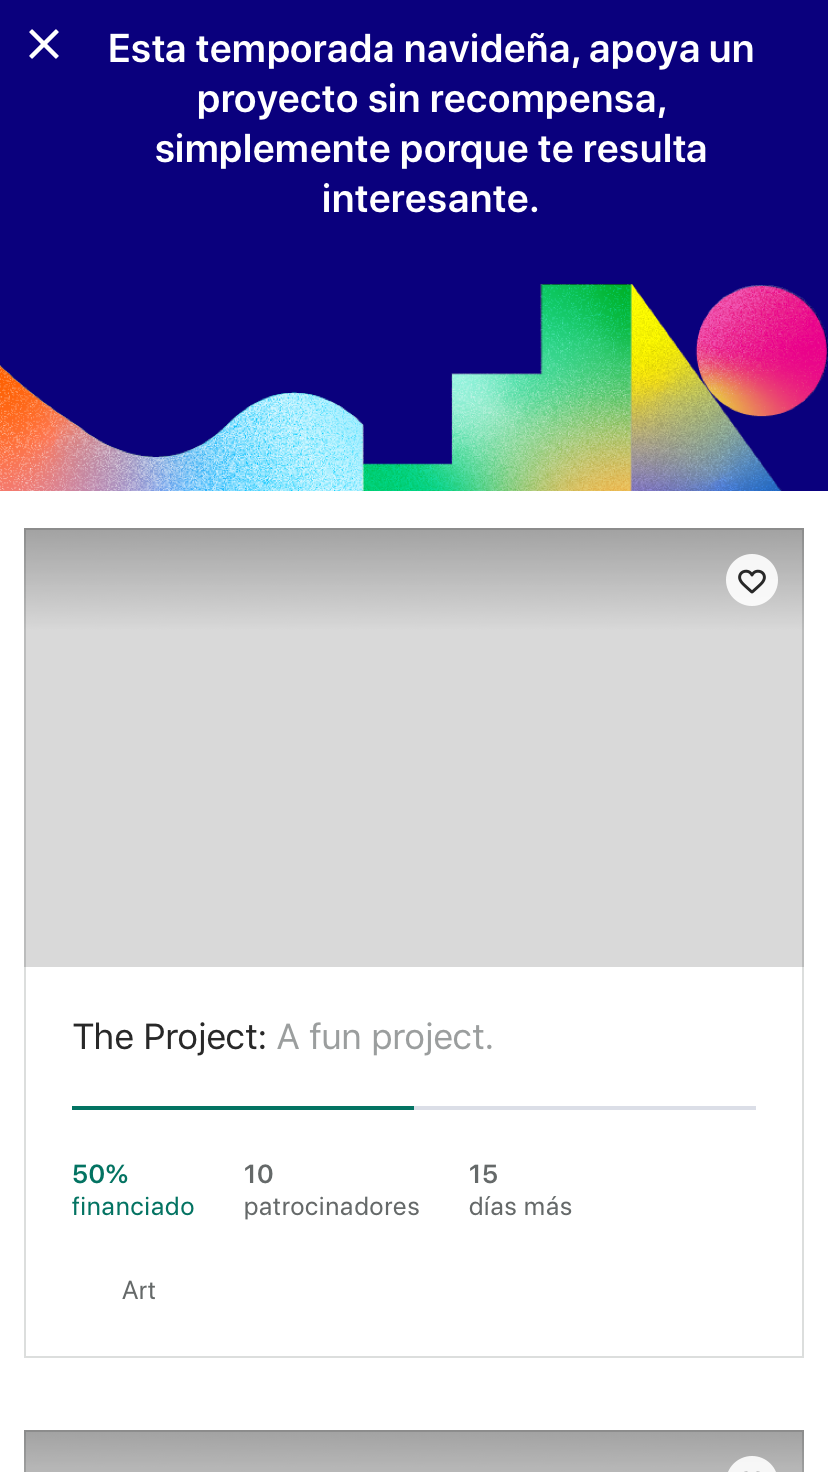 Esta temporada navideña, apoya un
proyecto sin recompensa,
simplemente porque te resulta
interesante.
The Project: A fun project.
50%
financiado
10
patrocinadores
15
días más
Art